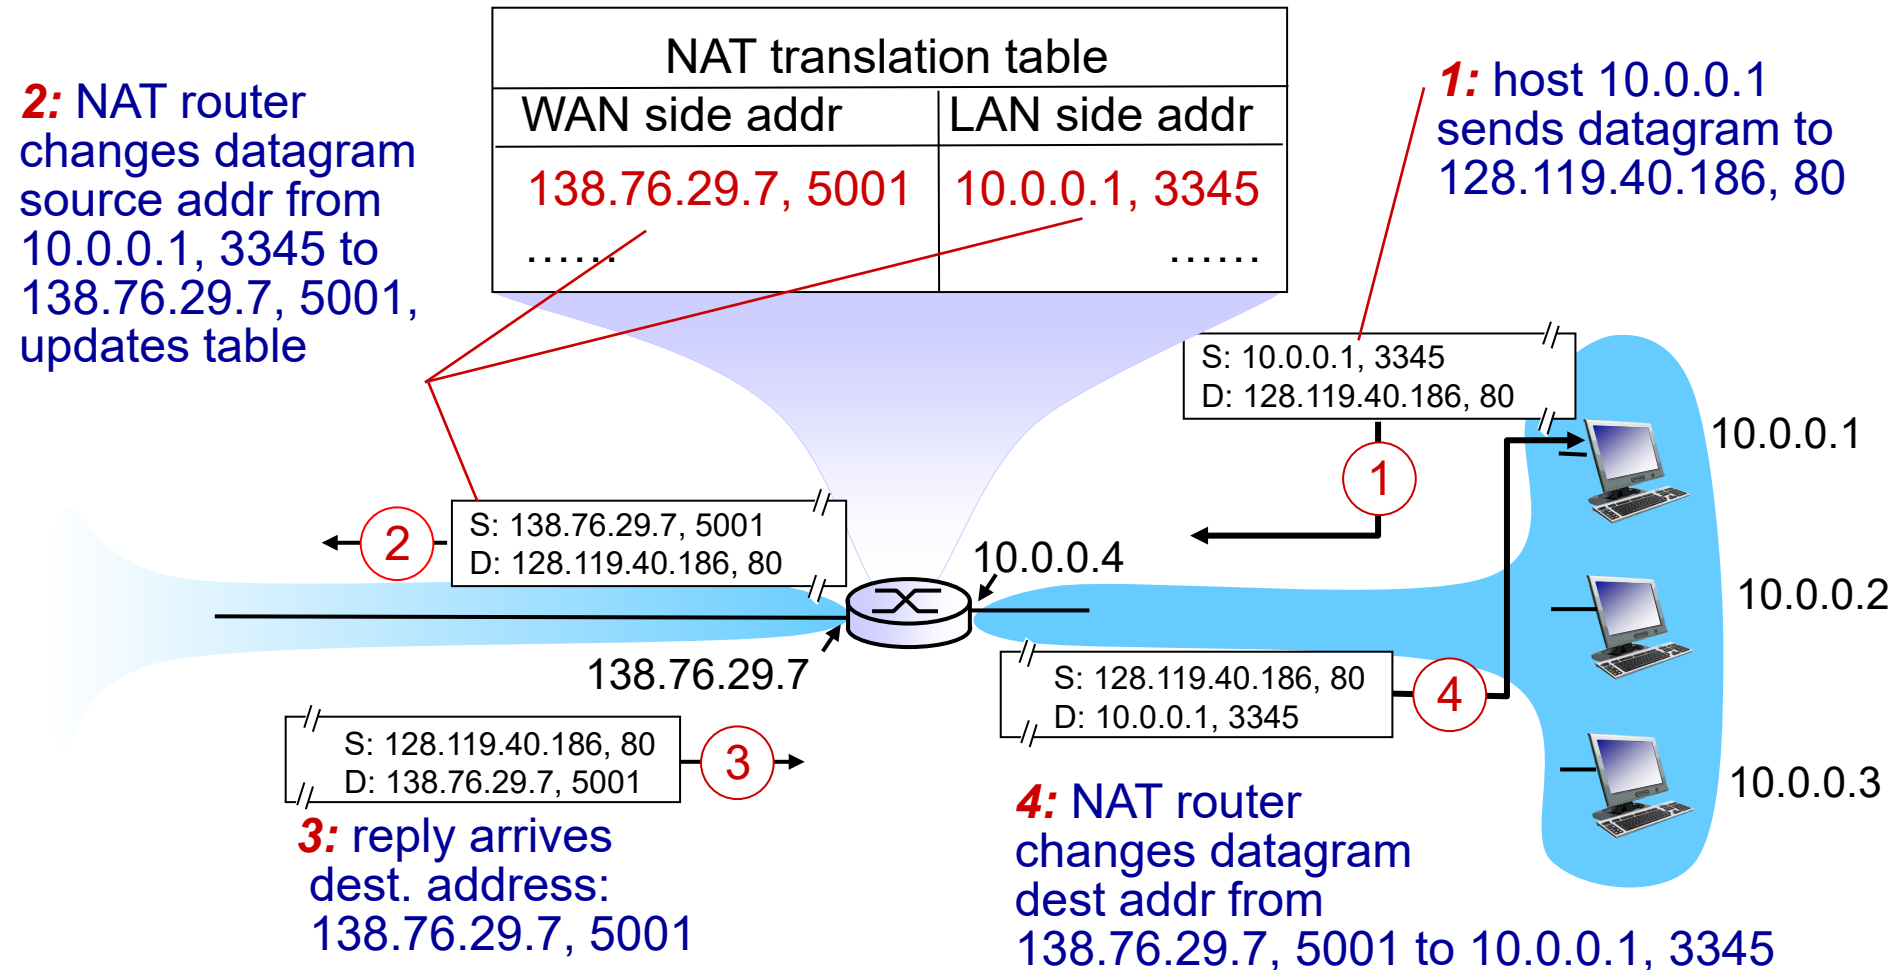 NAT translation table
WAN side addr
LAN side addr
138.76.29.7, 5001
10.0.0.1, 3345
......
......
2: NAT router
changes datagram
source addr from
10.0.0.1, 3345 to
138.76.29.7, 5001,
updates table
1: host 10.0.0.1
sends datagram to
128.119.40.186, 80
S: 10.0.0.1, 3345
D: 128.119.40.186, 80
1
10.0.0.1
S: 138.76.29.7, 5001
D: 128.119.40.186, 80
2
10.0.0.4
10.0.0.2
138.76.29.7
S: 128.119.40.186, 80
D: 10.0.0.1, 3345
4
S: 128.119.40.186, 80
D: 138.76.29.7, 5001
3
10.0.0.3
3: reply arrives
dest. address:
138.76.29.7, 5001
4: NAT router
changes datagram
dest addr from
138.76.29.7, 5001 to 10.0.0.1, 3345